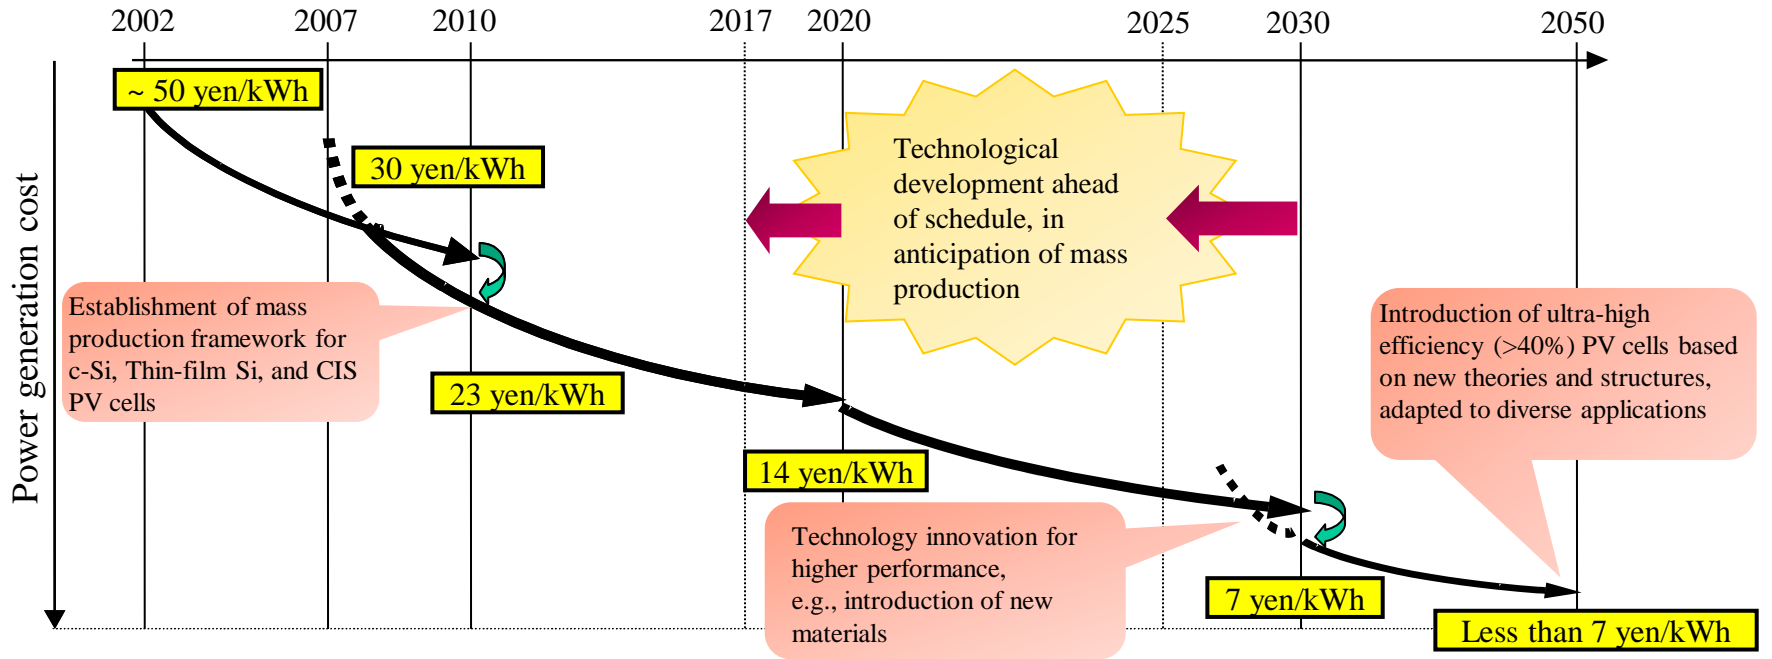 2002 2007 2010 2017 2020 2025 2030 2050
~ 50 yen/kWh
30 yen/kWh
Power generation cost
Technological
development ahead
of schedule, in
anticipation of mass
production
Establishment of mass
production framework for
c-Si, Thin-film Si, and CIS
PV cells
23 yen/kWh
Introduction of ultra-high
efficiency (>40%) PV cells based
on new theories and structures,
adapted to diverse applications
14 yen/kWh
Technology innovation for
higher performance,
e.g., introduction of new
materials
7 yen/kWh
Less than 7 yen/kWh